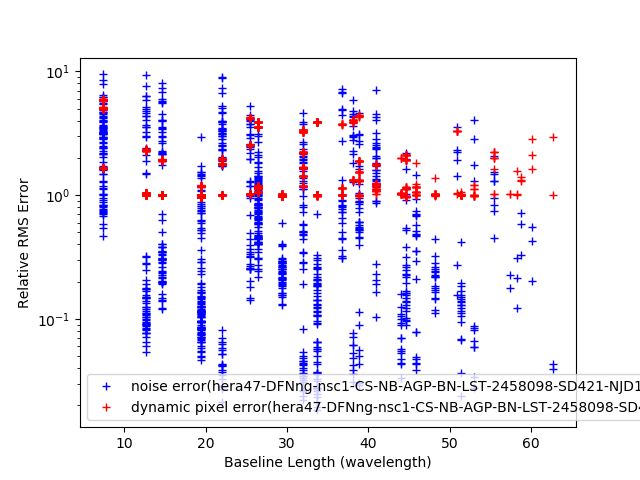 Relative RMS Error
10¹
10⁰
10⁻¹
noise error(hera47-DFNng-nsc1-CS-NB-AGP-BN-LST-2458098-SD421-NJD1
dynamic pixel error(hera47-DFNng-nsc1-CS-NB-AGP-BN-LST-2458098-SD4
10 20 30 40 50 60
Baseline Length (wavelength)